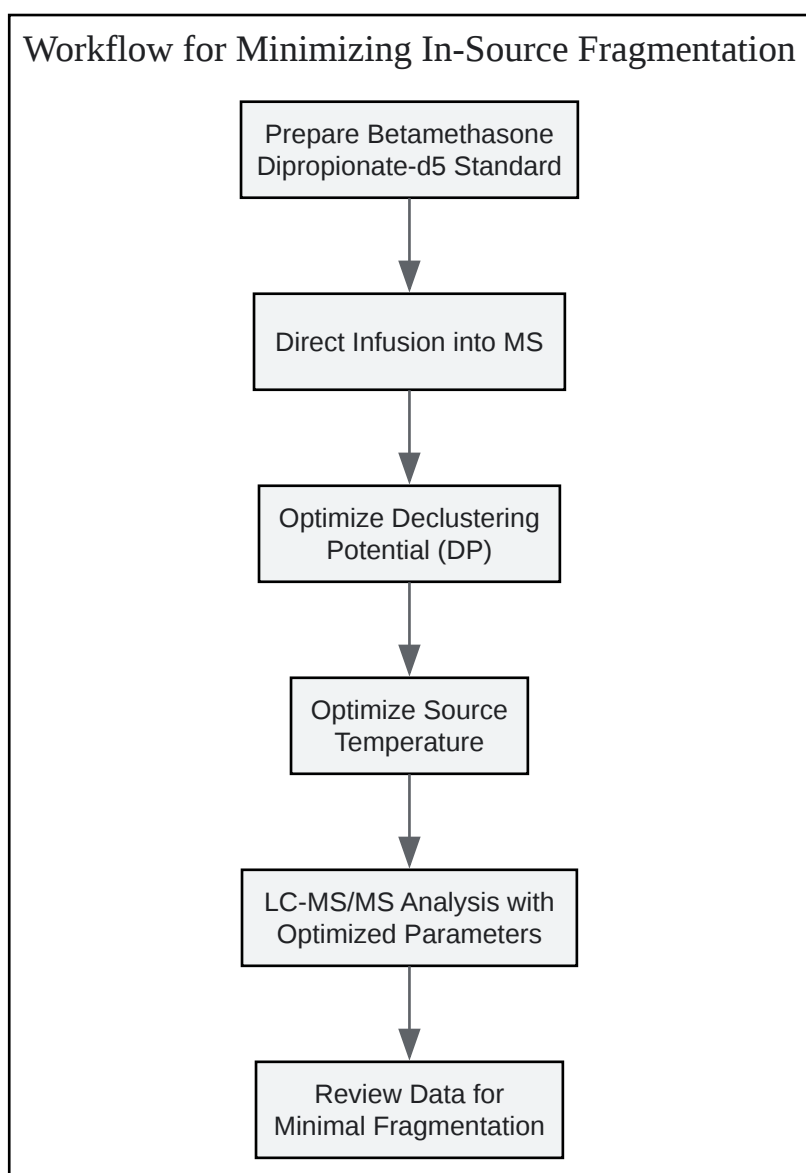 Workflow for Minimizing In-Source Fragmentation
Prepare Betamethasone
Dipropionate-d5 Standard
Direct Infusion into MS
Optimize Declustering
Potential (DP)
Optimize Source
Temperature
LC-MS/MS Analysis with
Optimized Parameters
Review Data for
Minimal Fragmentation